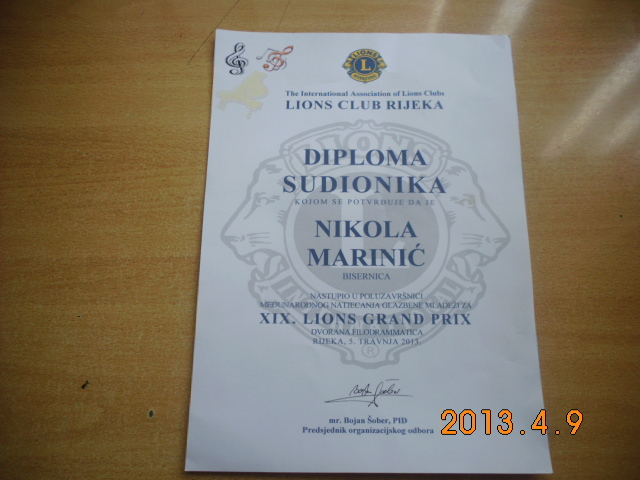 LIONS
L
The International Association of Lions Clubs
LIONS CLUB RIJEKA
DIPLOMA
SUDIONIKA
KOJOM SE POTVRĐUJE DA JE
NIKOLA
MARINIĆ
BISERNICA
NASTUPIO U POLUZAVRŠNICI
MEĐUNARODNOG NATJECANJA GLAZBENE MLADEŽI ZA
XIX. LIONS GRAND PRIX
DVORANA FILODRAMMATICA
RIJEKA, 5. TRAVNJA 2013.
mr. Bojan Šober, PID
Predsjednik organizacijskog odbora
2013.4.9